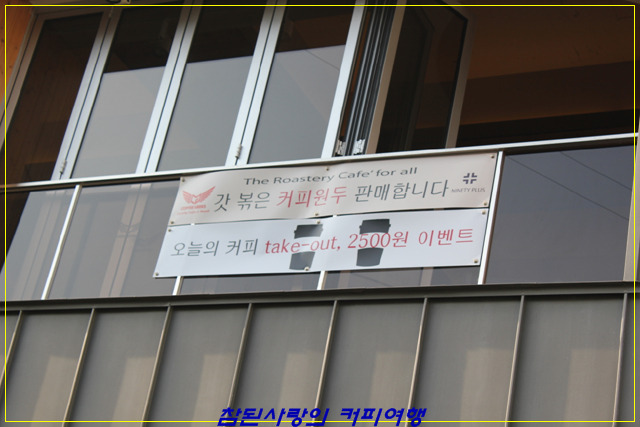 The Roastery Cafe' for all
갓 볶은 커피원두 판매합니다
NINETY PLUS
오늘의 커피 take-out, 2500원 이벤트
참된사랑의 커피여행